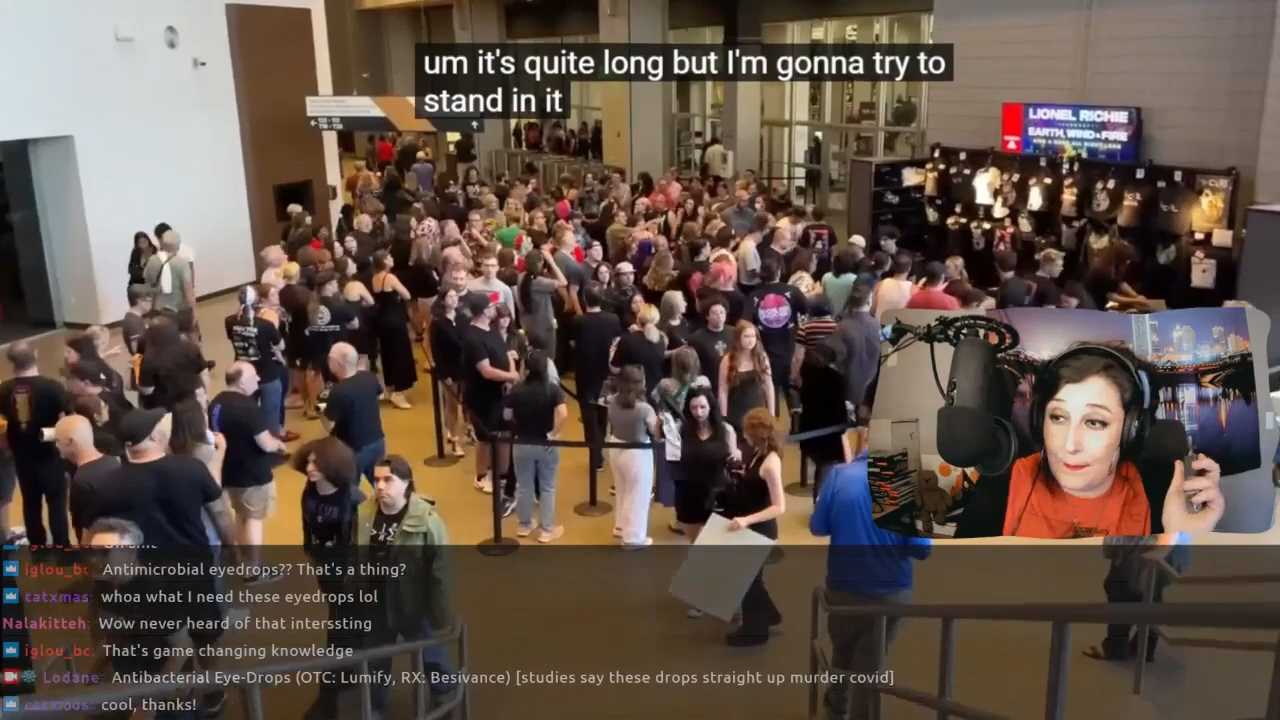 um it's quite long but I'm gonna try to
stand in it
LIONEL RICHIE
EARTH, WIND & FIRE
iglou_bc: Antimicrobial eyedrops?? That's a thing?
catxmas: whoa what I need these eyedrops lol
Nalakitteh: Wow never heard of that interssting
iglou_bc: That's game changing knowledge
Lodane: Antibacterial Eye-Drops (OTC: Lumify, RX: Besivance) [studies say these drops straight up murder covid]
catxmas: cool, thanks!